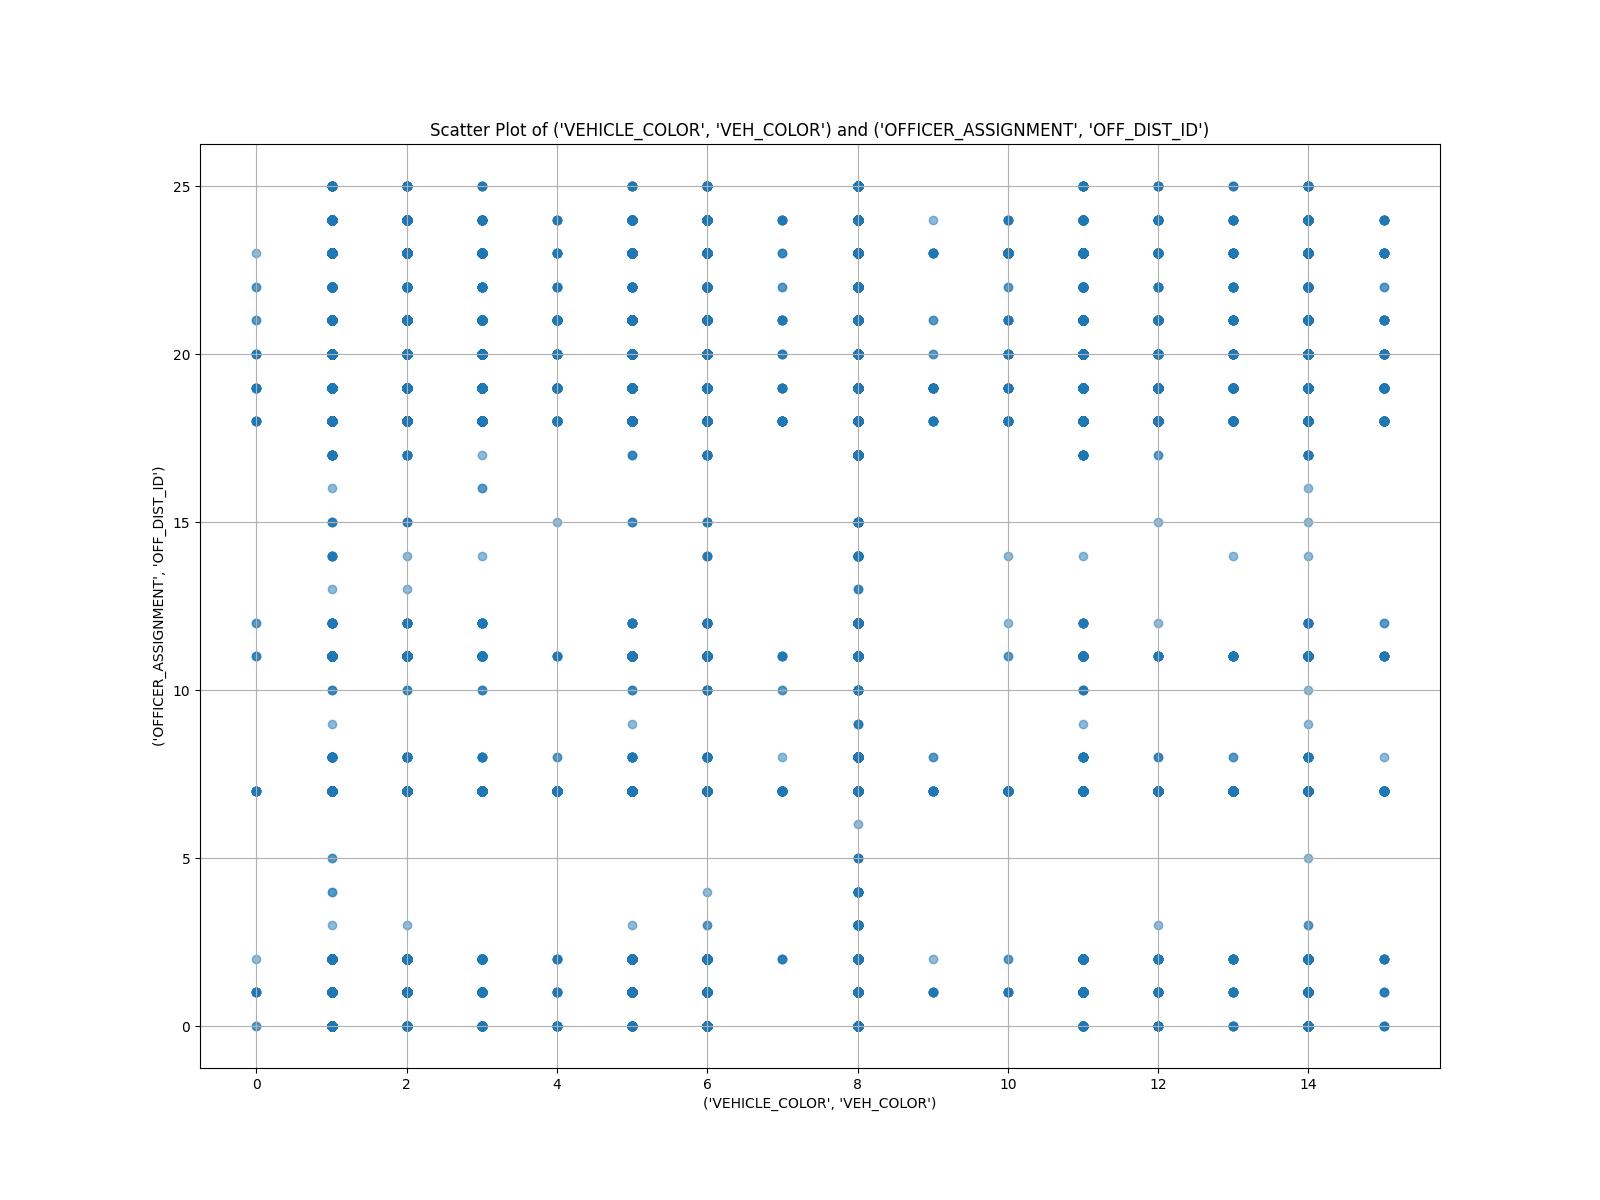 Scatter Plot of ('VEHICLE_COLOR', 'VEH_COLOR') and ('OFFICER_ASSIGNMENT', 'OFF_DIST_ID')
('OFFICER_ASSIGNMENT', 'OFF_DIST_ID')
25
20
15
10
5
0
0 2 4 6 8 10 12 14
('VEHICLE_COLOR', 'VEH_COLOR')